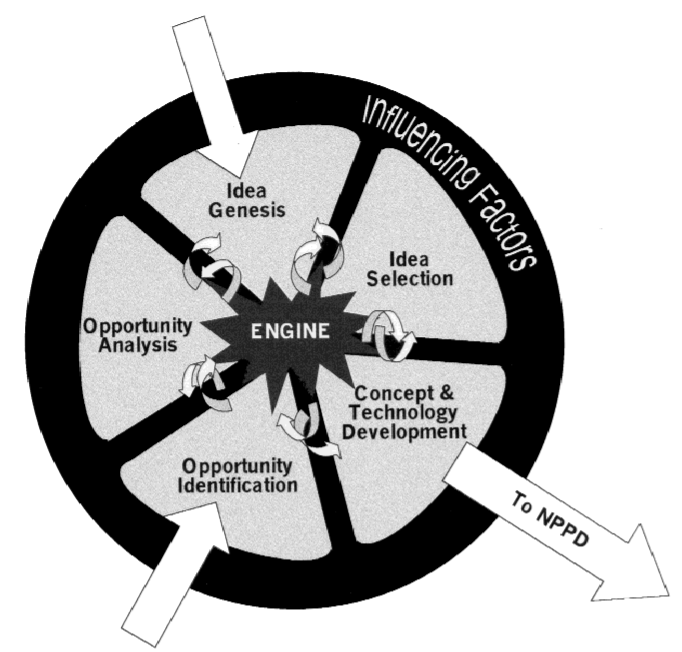 Influencing Factors
Idea
Genesis
Idea
Selection
Opportunity
Analysis
ENGINE
Concept &
Technology
Development
Opportunity
Identification
To NPPD